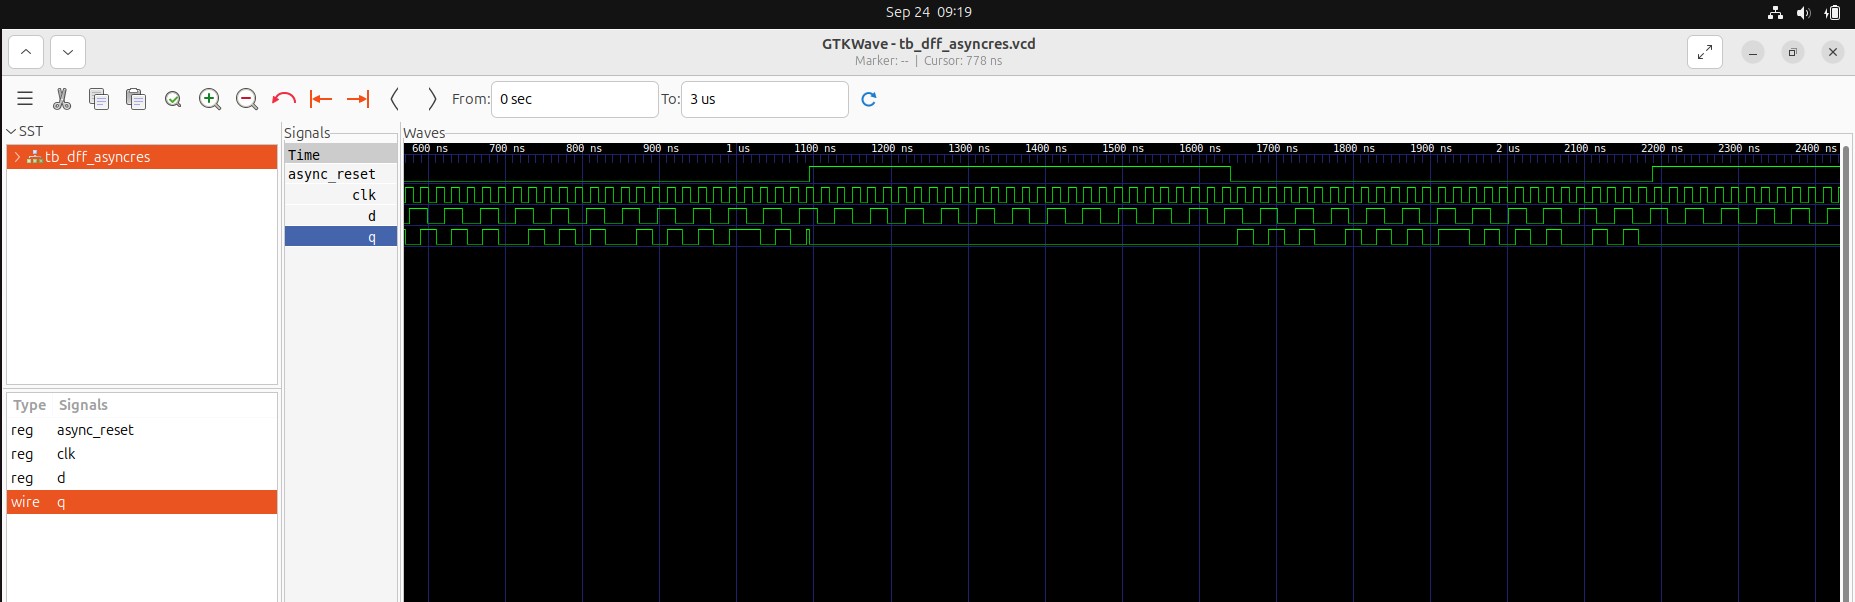 Sep 24 09:19
GTKWave - tb_dff_asyncres.vcd
Marker: -- | Cursor: 778 ns
From: 0 sec To: 3 us
SST
tb_dff_asyncres
Type Signals
reg async_reset
reg clk
reg d
wire q
Signals
Time
async_reset
clk
d
q
Waves
600 ns 700 ns 800 ns 900 ns 1 us 1100 ns 1200 ns 1300 ns 1400 ns 1500 ns 1600 ns 1700 ns 1800 ns 1900 ns 2 us 2100 ns 2200 ns 2300 ns 2400 ns